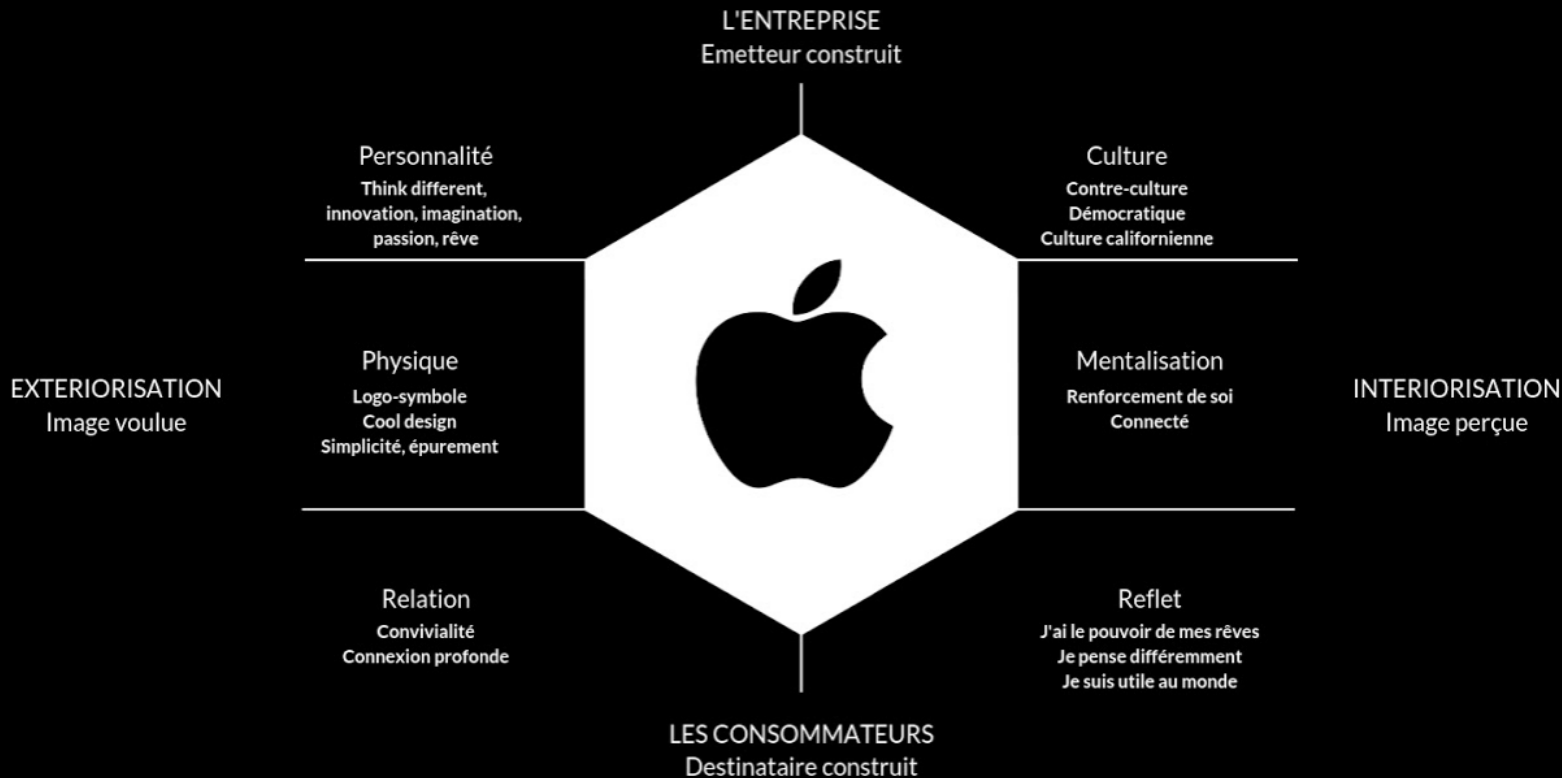 L'ENTREPRISE
Emetteur construit
Personnalité
Think different,
innovation, imagination,
passion, rêve
Culture
Contre-culture
Démocratique
Culture californienne
EXTERIORISATION
Image voulue
Physique
Logo-symbole
Cool design
Simplicité, épurement
Mentalisation
Renforcement de soi
Connecté
INTERIORISATION
Image perçue
Relation
Convivialité
Connexion profonde
Reflet
J'ai le pouvoir de mes rêves
Je pense différemment
Je suis utile au monde
LES CONSOMMATEURS
Destinataire construit